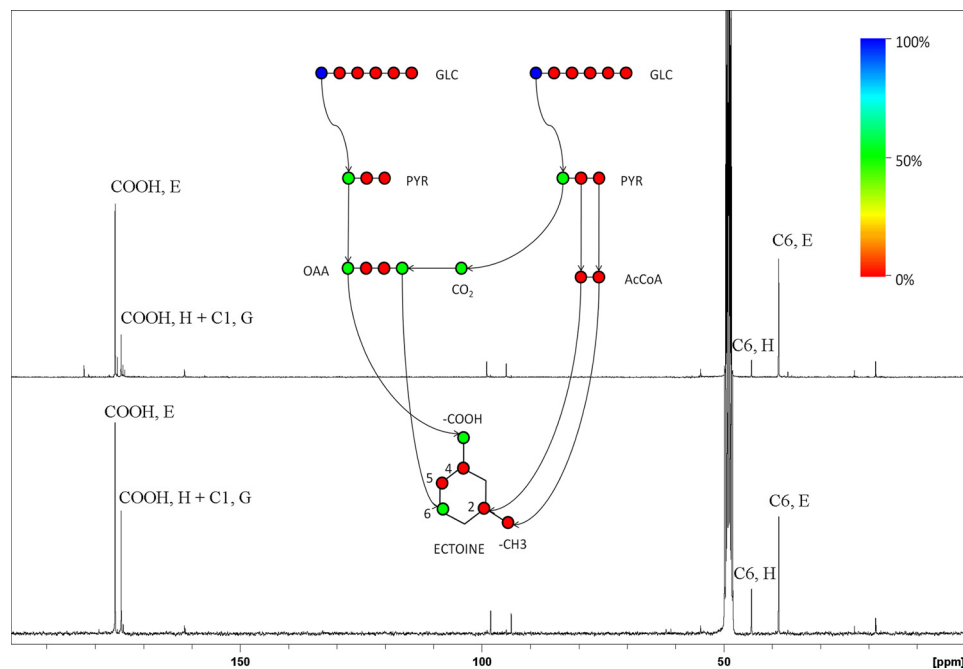 GLC
GLC
100%
COOH, E
PYR
PYR
50%
C6, E
OAA
CO2
AcCoA
0%
COOH, H + C1, G
C6, H
COOH, E
-COOH
4
5
COOH, H + C1, G
6
2
C6, E
ECTOINE
-CH3
C6, H
150
100
50
[ppm]